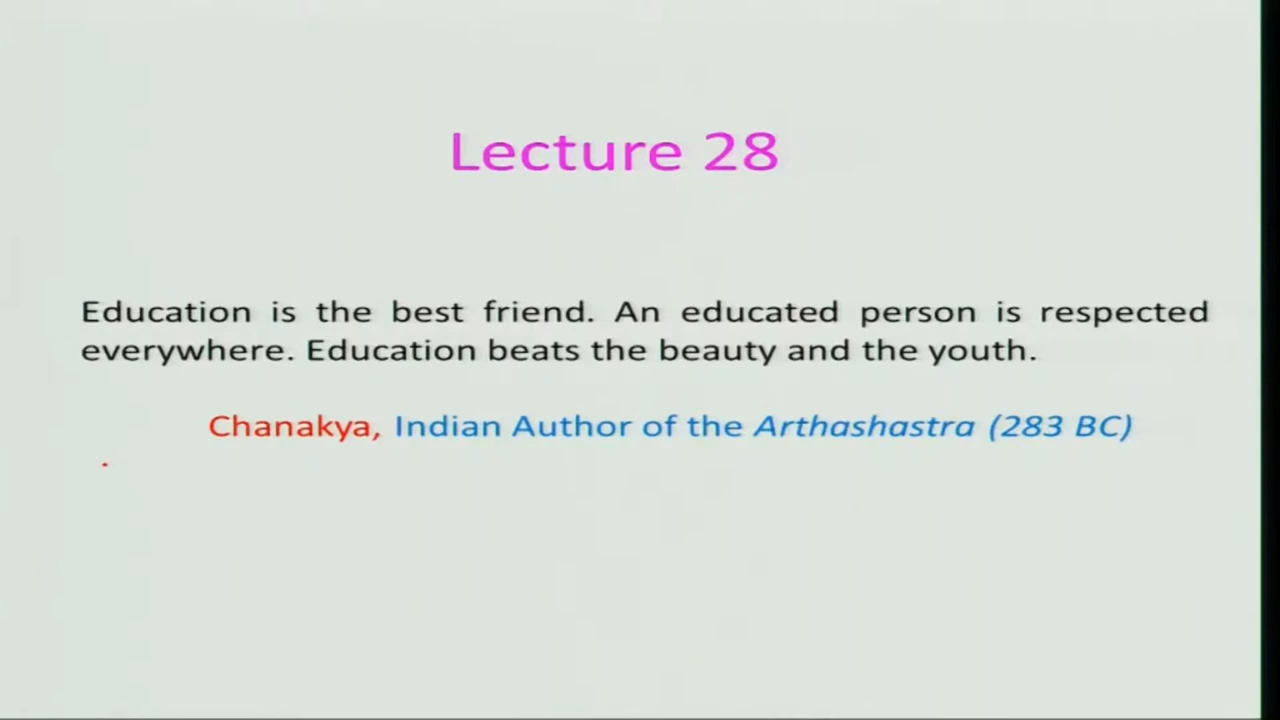 Lecture 28
Education is the best friend. An educated person is respected
everywhere. Education beats the beauty and the youth.
Chanakya, Indian Author of the Arthashastra (283 BC)